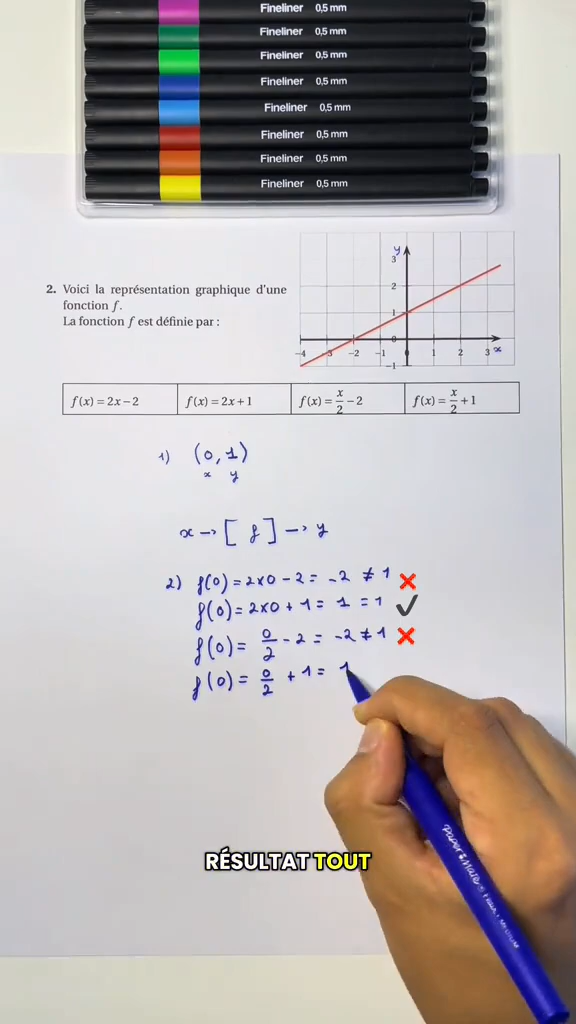 Fineliner 0,5 mm
Fineliner 0,5 mm
Fineliner 0,5 mm
Fineliner 0,5 mm
Fineliner 0,5 mm
Fineliner 0,5 mm
Fineliner 0,5 mm
Fineliner 0,5 mm
2. Voici la représentation graphique d'une
fonction f.
La fonction f est définie par :
y
3
2
1
0
-4 -3 -2 -1 0 1 2 3 x
-1
f(x) = 2x − 2 f(x) = 2x + 1 f(x) = x/2 − 2 f(x) = x/2 + 1
1) (0, 1)
x y
x → [ f ] → y
2) f(0) = 2×0 − 2 = -2 ≠ 1 ❌
f(0) = 2×0 + 1 = 1 = 1 ✔
f(0) = 0/2 - 2 = -2 ≠ 1 ❌
f(0) = 0/2 + 1 = 1
RÉSULTAT TOUT
PAPER MATE